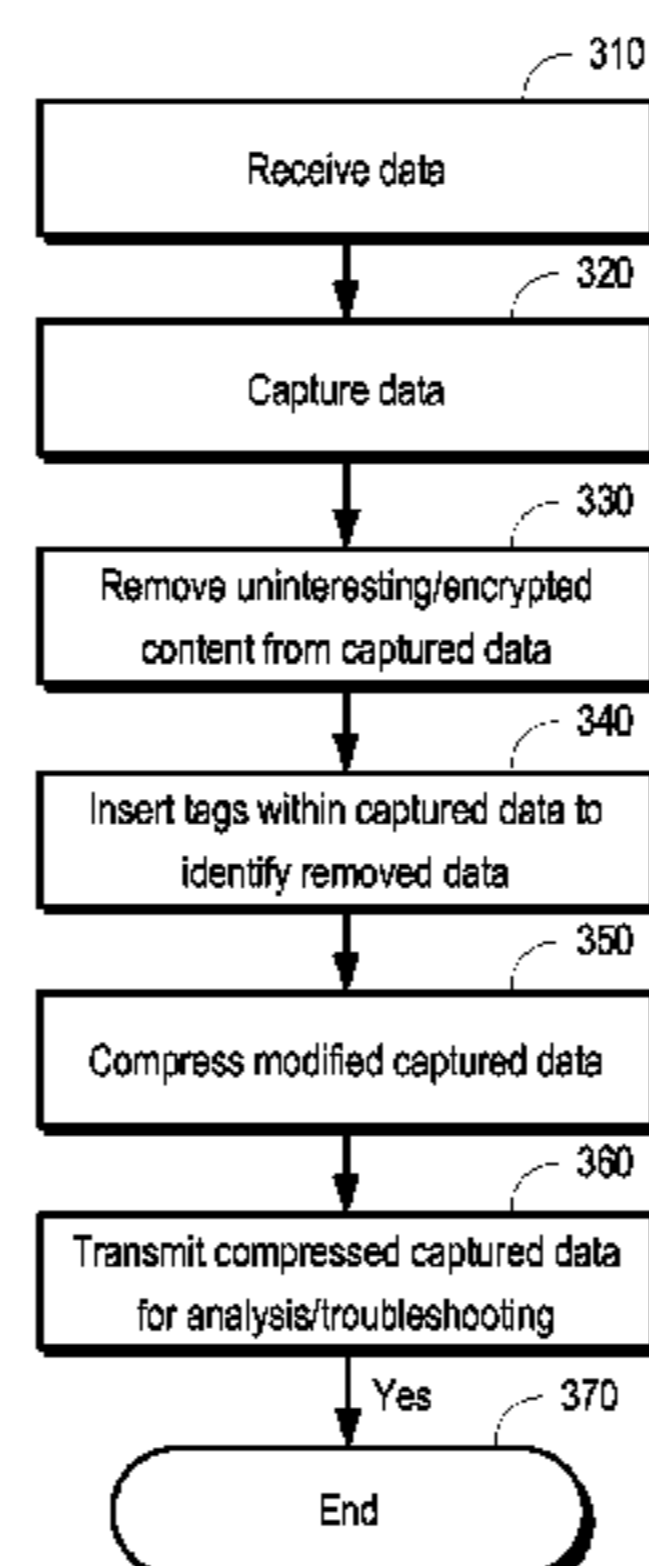 310
Receive data
320
Capture data
330
Remove uninteresting/encrypted
content from captured data
340
Insert tags within captured data to
identify removed data
350
Compress modified captured data
360
Transmit compressed captured data
for analysis/troubleshooting
Yes
370
End